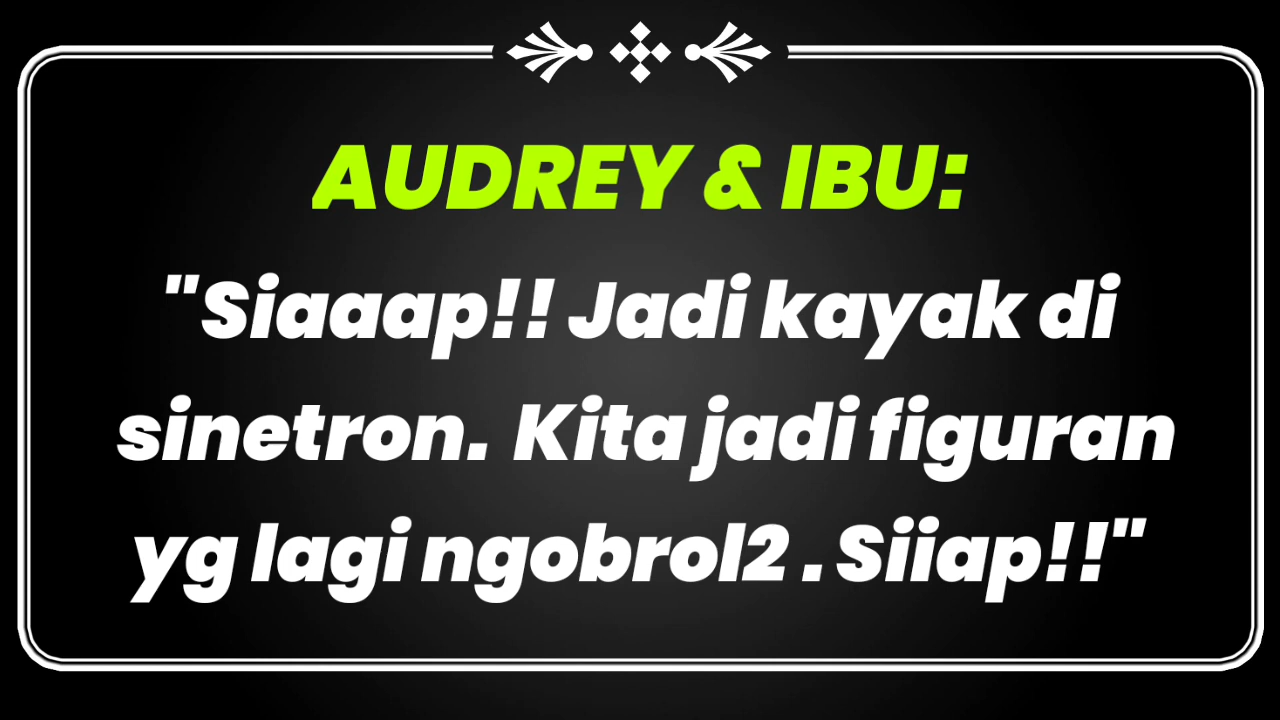 AUDREY & IBU:
"Siaaap!! Jadi kayak di
sinetron. Kita jadi figuran
yg lagi ngobrol2 . Siiap!!"